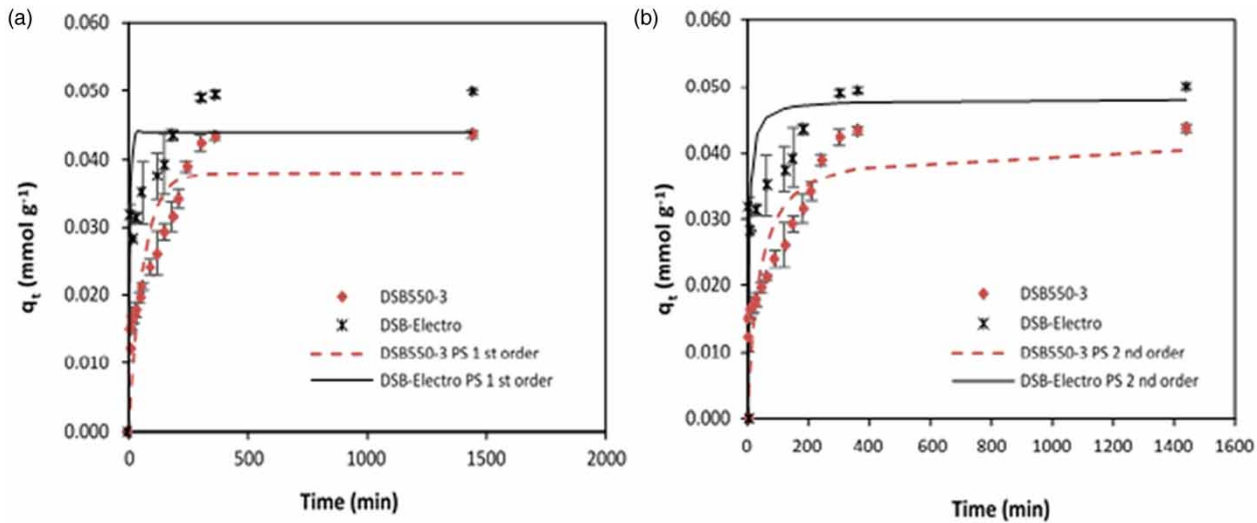 (a)
0.060
0.050
0.040
0.030
0.020
0.010
0.000
qt (mmol g-1)
DSB550-3
DSB-Electro
DSB550-3 PS 1 st order
DSB-Electro PS 1 st order
0 500 1000 1500 2000
Time (min)
(b)
0.060
0.050
0.040
0.030
0.020
0.010
0.000
qt (mmol g-1)
DSB550-3
DSB-Electro
DSB550-3 PS 2 nd order
DSB-Electro PS 2 nd order
0 200 400 600 800 1000 1200 1400 1600
Time (min)